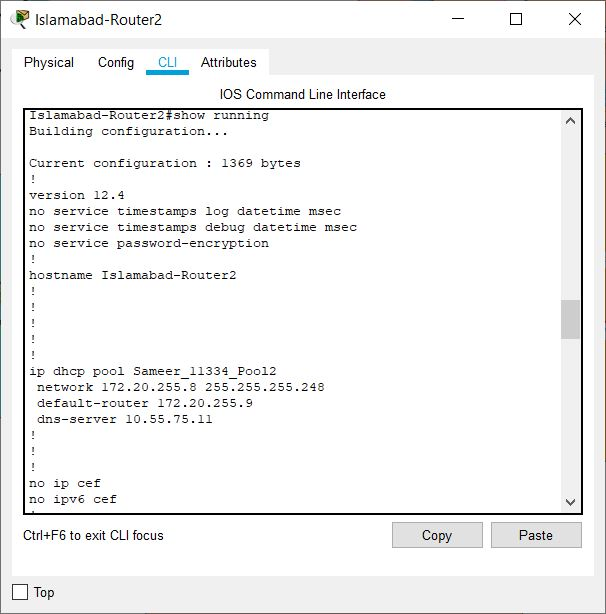 Islamabad-Router2
Physical Config CLI Attributes
IOS Command Line Interface
Islamabad-Router2#show running
Building configuration...
Current configuration : 1369 bytes
!
version 12.4
no service timestamps log datetime msec
no service timestamps debug datetime msec
no service password-encryption
!
hostname Islamabad-Router2
!
!
!
!
!
ip dhcp pool Sameer_11334_Pool2
network 172.20.255.8 255.255.255.248
default-router 172.20.255.9
dns-server 10.55.75.11
!
!
!
no ip cef
no ipv6 cef
Ctrl+F6 to exit CLI focus
Copy Paste
Top